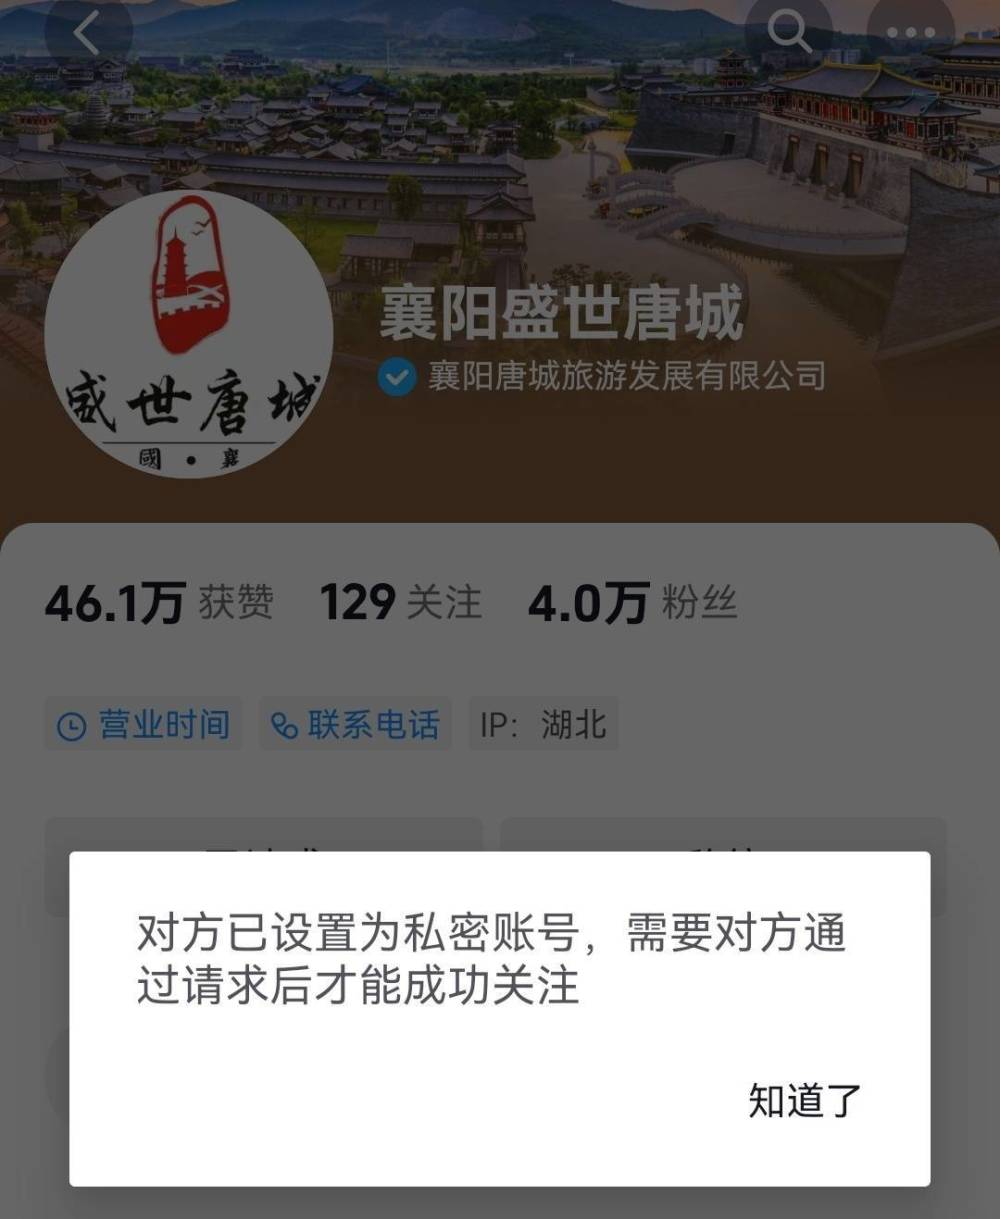 盛世唐城
國·襄
襄阳盛世唐城
襄阳唐城旅游发展有限公司
46.1万 获赞 129 关注 4.0万 粉丝
营业时间 联系电话 IP: 湖北
对方已设置为私密账号，需要对方通
过请求后才能成功关注
知道了